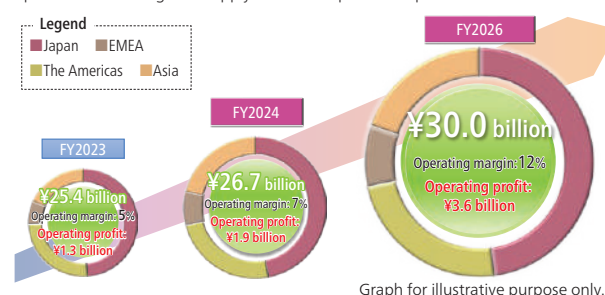 Legend
Japan EMEA
The Americas Asia
FY2023
¥25.4 billion
Operating margin: 5%
Operating profit:
¥1.3 billion
FY2024
¥26.7 billion
Operating margin: 7%
Operating profit:
¥1.9 billion
FY2026
¥30.0 billion
Operating margin: 12%
Operating profit:
¥3.6 billion
Graph for illustrative purpose only.